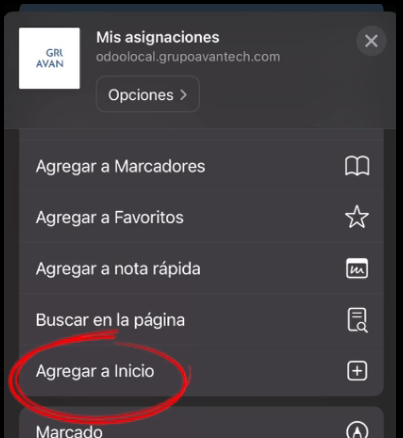 Mis asignaciones
odoolocal.grupoavantech.com
GRU
AVAN
Opciones
Agregar a Marcadores
Agregar a Favoritos
Agregar a nota rápida
Buscar en la página
Agregar a Inicio
Marcado